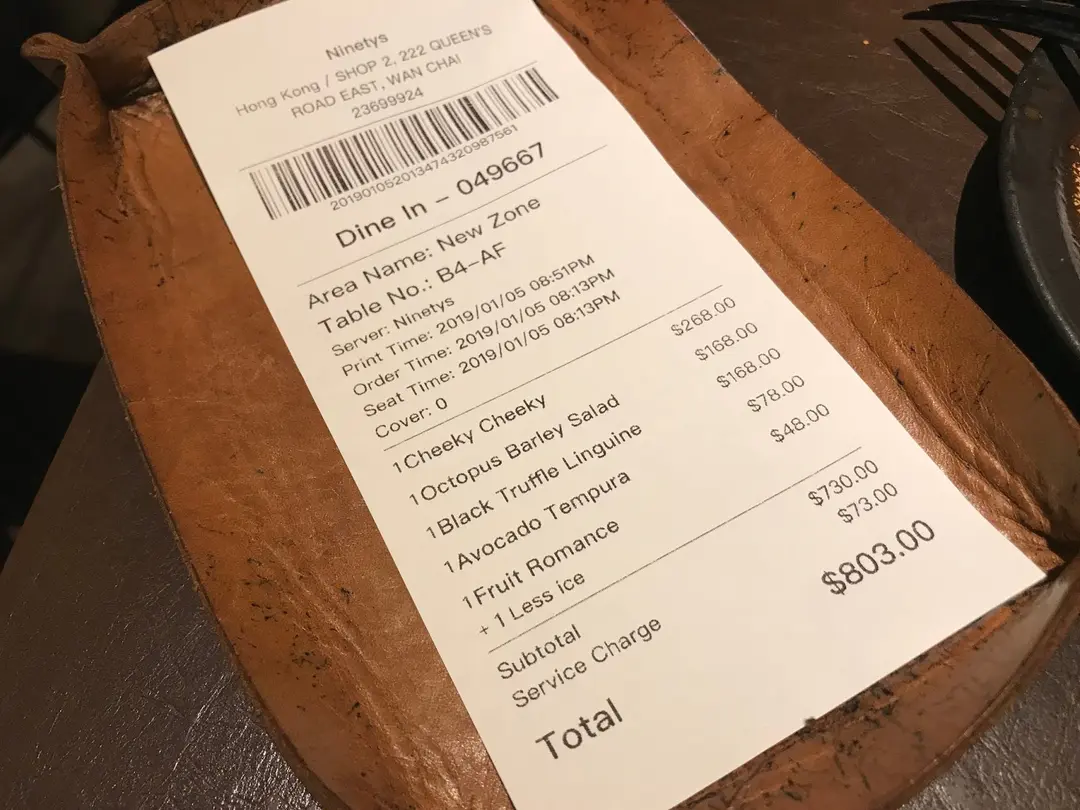 Ninetys
Hong Kong / SHOP 2, 222 QUEEN'S
ROAD EAST, WAN CHAI
23699924
201901052013474320987561
Dine In - 049667
Area Name: New Zone
Table No.: B4-AF
Server: Ninetys
Print Time: 2019/01/05 08:51PM
Order Time: 2019/01/05 08:13PM
Seat Time: 2019/01/05 08:13PM
Cover: 0
1 Cheeky Cheeky $268.00
1 Octopus Barley Salad $168.00
1 Black Truffle Linguine $168.00
1 Avocado Tempura $78.00
1 Fruit Romance $48.00
+ 1 Less ice
Subtotal $730.00
Service Charge $73.00
Total $803.00